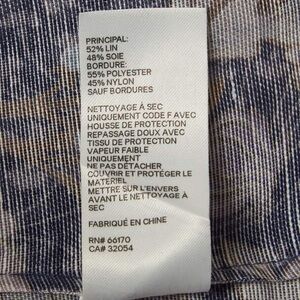 PRINCIPAL:
52% LIN
48% SOIE
BORDURE:
55% POLYESTER
45% NYLON
SAUF BORDURES
NETTOYAGE À SEC
UNIQUEMENT CODE F AVEC
HOUSSE DE PROTECTION
REPASSAGE DOUX AVEC
TISSU DE PROTECTION
VAPEUR FAIBLE
UNIQUEMENT
NE PAS DÉTACHER
COUVRIR ET PROTÉGER LE
MATERIEL
METTRE SUR L'ENVERS
AVANT LE NETTOYAGE À
SEC
FABRIQUÉ EN CHINE
RN# 66170
CA# 32054